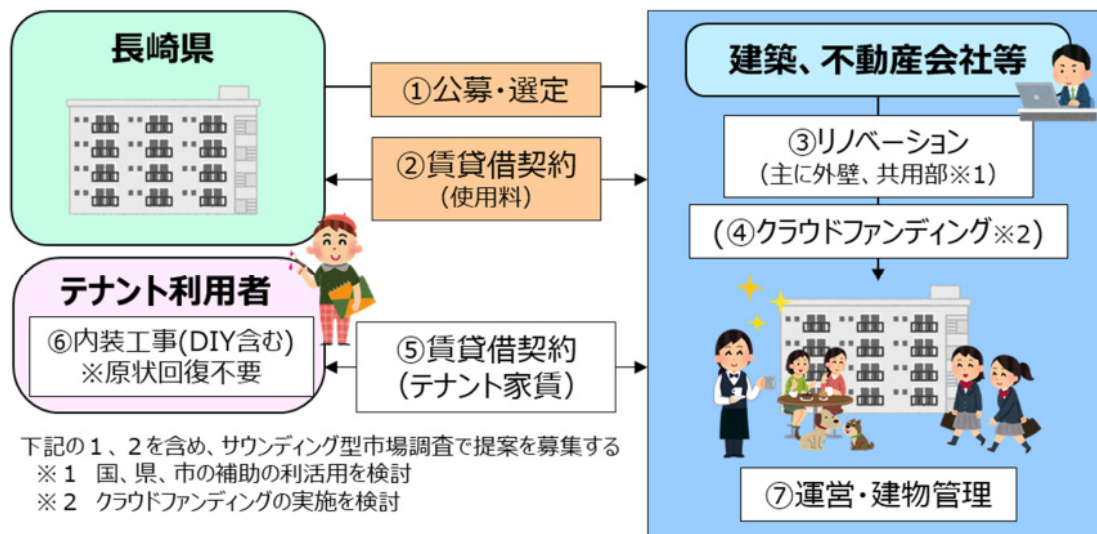 長崎県
①公募・選定
②賃貸借契約
(使用料)
建築、不動産会社等
③リノベーション
(主に外壁、共用部※1)
(④クラウドファンディング※2)
テナント利用者
⑥内装工事(DIY含む)
※原状回復不要
⑤賃貸借契約
(テナント家賃)
⑦運営・建物管理
下記の1、2を含め、サウンディング型市場調査で提案を募集する
※1 国、県、市の補助の利活用を検討
※2 クラウドファンディングの実施を検討